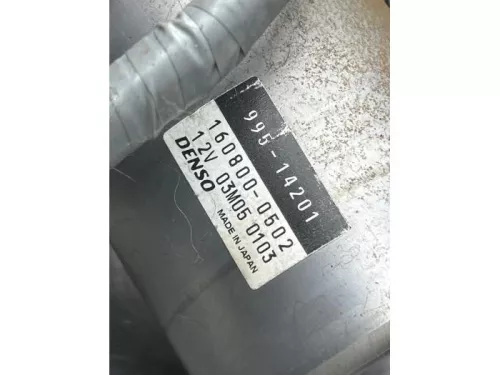 995-14201
160800-0502
12V 03M05 0103
DENSO
MADE IN JAPAN